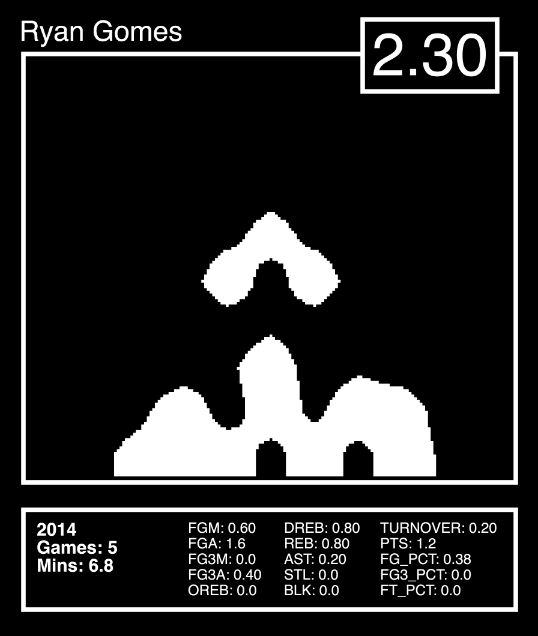 Ryan Gomes
2.30
2014
Games: 5
Mins: 6.8
FGM: 0.60
FGA: 1.6
FG3M: 0.0
FG3A: 0.40
OREB: 0.0
DREB: 0.80
REB: 0.80
AST: 0.20
STL: 0.0
BLK: 0.0
TURNOVER: 0.20
PTS: 1.2
FG_PCT: 0.38
FG3_PCT: 0.0
FT_PCT: 0.0